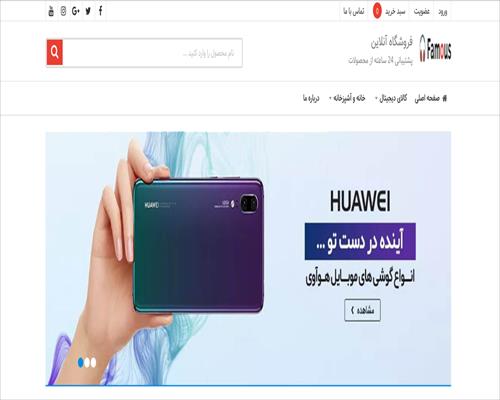 ورود عضویت سبد خرید 0 تماس با ما
Famous
فروشگاه آنلاین
پشتیبانی 24 ساعته از محصولات
نام محصول را وارد کنید ...
صفحه اصلی کالای دیجیتال خانه و آشپزخانه درباره ما
HUAWEI
HUAWEI
آینده در دست تو ...
انواع گوشی های موبایل هوآوی
مشاهده